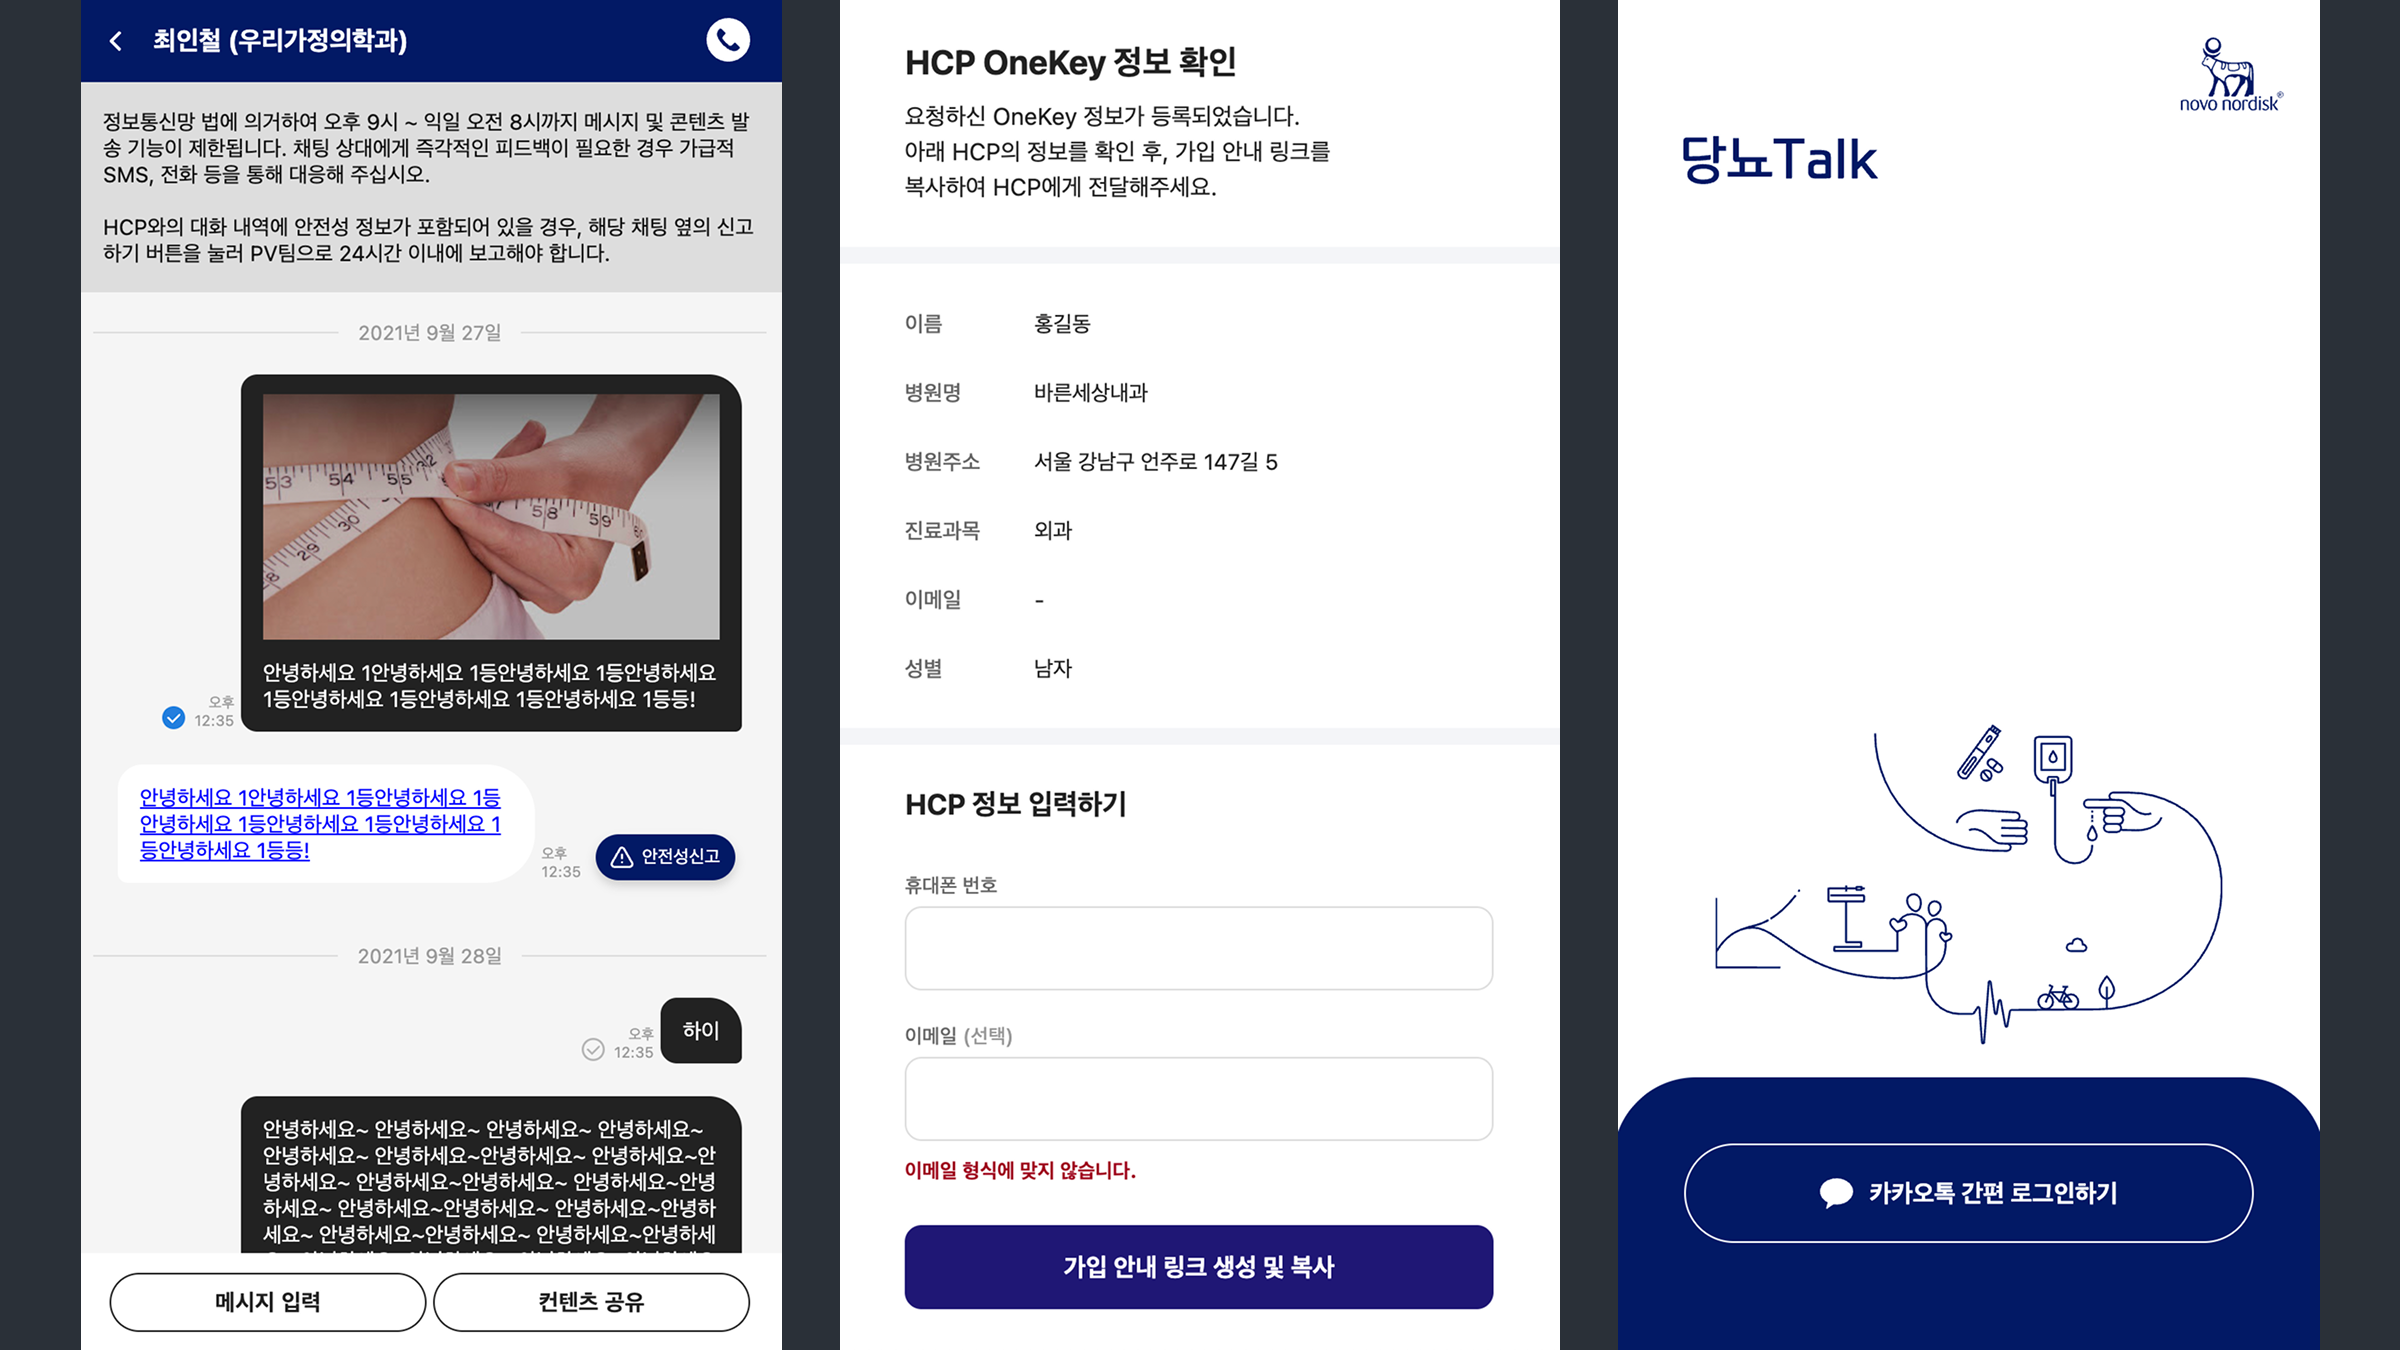 최인철 (우리가정의학과)
정보통신망 법에 의거하여 오후 9시 ~ 익일 오전 8시까지 메시지 및 콘텐츠 발
송 기능이 제한됩니다. 채팅 상대에게 즉각적인 피드백이 필요한 경우 가급적
SMS, 전화 등을 통해 대응해 주십시오.
HCP와의 대화 내역에 안전성 정보가 포함되어 있을 경우, 해당 채팅 옆의 신고
하기 버튼을 눌러 PV팀으로 24시간 이내에 보고해야 합니다.
2021년 9월 27일
53 54 55 32
58 59
30
29
안녕하세요 1안녕하세요 1등안녕하세요 1등안녕하세요
1등안녕하세요 1등안녕하세요 1등안녕하세요 1등등!
오후
12:35
안녕하세요 1안녕하세요 1등안녕하세요 1등
안녕하세요 1등안녕하세요 1등안녕하세요 1
등안녕하세요 1등등!
오후
12:35
안전성신고
2021년 9월 28일
하이
오후
12:35
안녕하세요~ 안녕하세요~ 안녕하세요~ 안녕하세요~
안녕하세요~ 안녕하세요~안녕하세요~ 안녕하세요~안
녕하세요~ 안녕하세요~안녕하세요~ 안녕하세요~안녕
하세요~ 안녕하세요~안녕하세요~ 안녕하세요~안녕하
세요~ 안녕하세요~안녕하세요~ 안녕하세요~안녕하세
메시지 입력
컨텐츠 공유
HCP OneKey 정보 확인
요청하신 OneKey 정보가 등록되었습니다.
아래 HCP의 정보를 확인 후, 가입 안내 링크를
복사하여 HCP에게 전달해주세요.
이름 홍길동
병원명 바른세상내과
병원주소 서울 강남구 언주로 147길 5
진료과목 외과
이메일 -
성별 남자
HCP 정보 입력하기
휴대폰 번호
이메일 (선택)
이메일 형식에 맞지 않습니다.
가입 안내 링크 생성 및 복사
novo nordisk®
당뇨Talk
카카오톡 간편 로그인하기